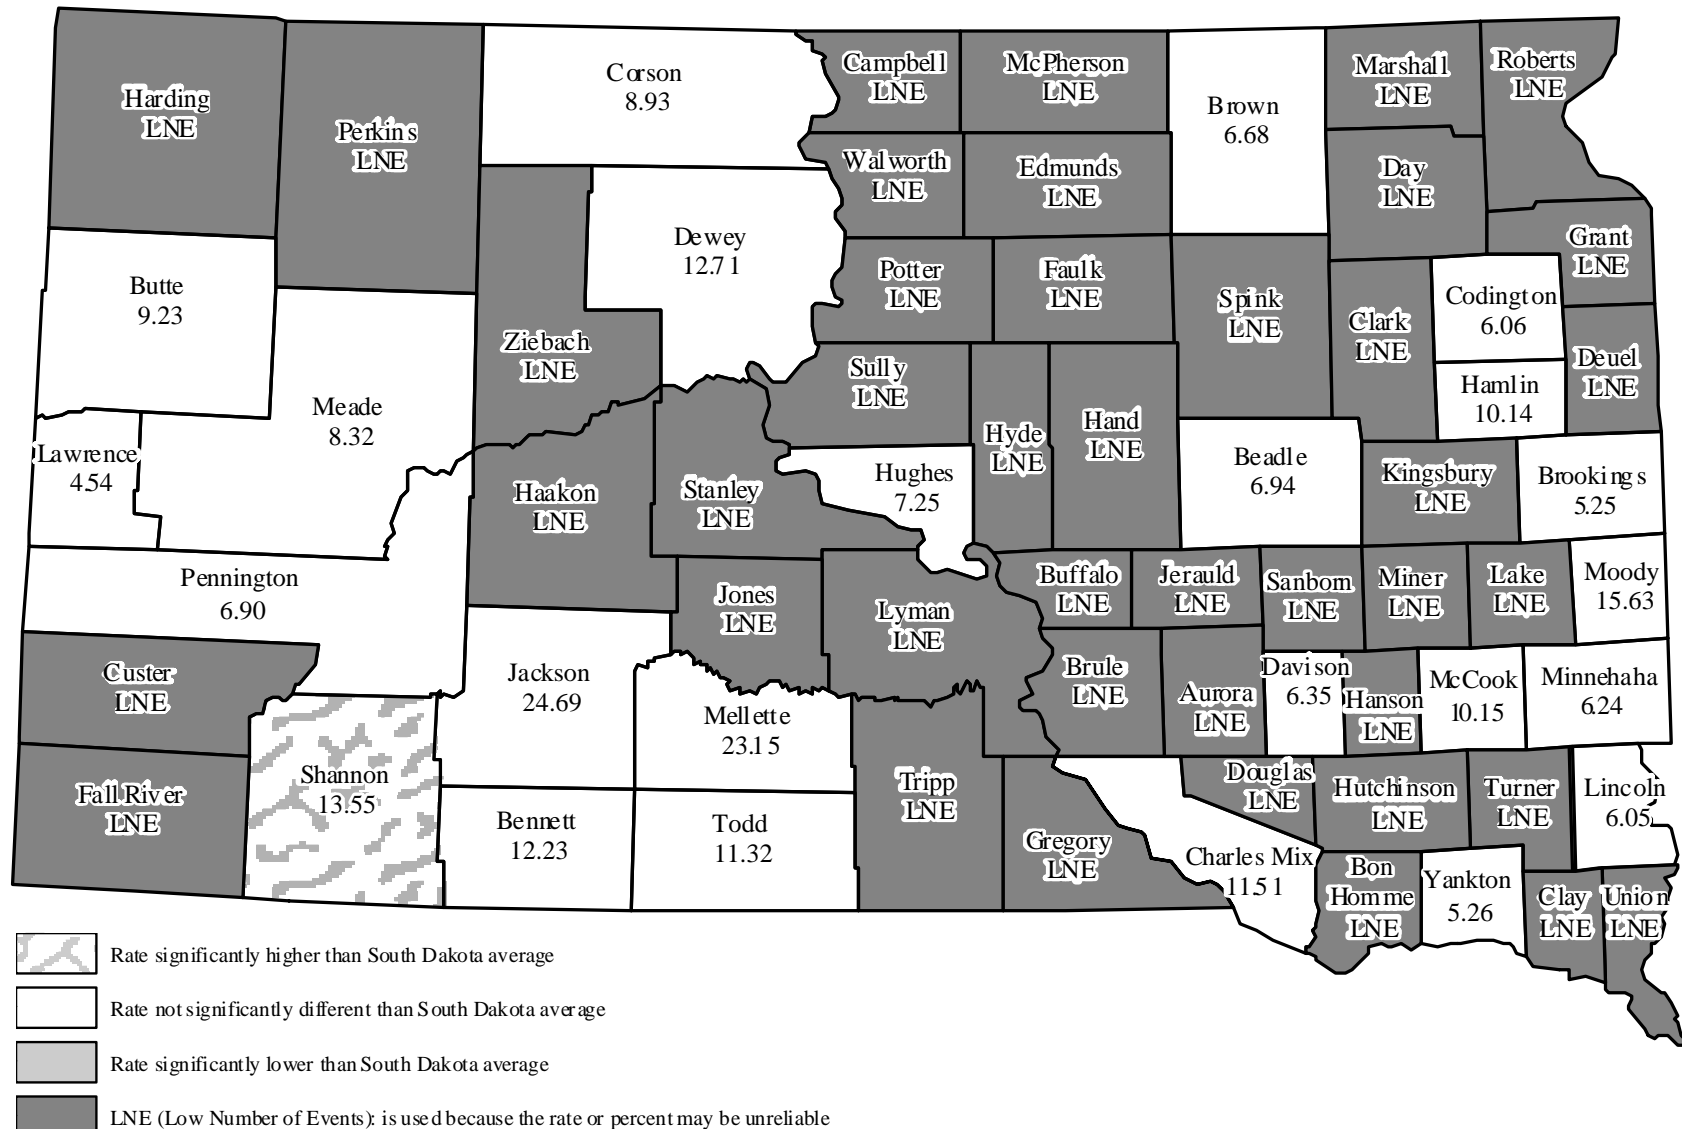 Harding
LNE
Perkins
LNE
Corson
8.93
Campbell
LNE
McPherson
LNE
Brown
6.68
Marshall
LNE
Roberts
LNE
Walworth
LNE
Edmunds
LNE
Day
LNE
Butte
9.23
Dewey
12.71
Potter
LNE
Faulk
LNE
Spink
LNE
Grant
LNE
Codington
6.06
Clark
LNE
Ziebach
LNE
Sully
LNE
Deuel
LNE
Hamlin
10.14
Meade
8.32
Lawrence
4.54
Hyde
LNE
Hand
LNE
Beadle
6.94
Kingsbury
LNE
Brookings
5.25
Haakon
LNE
Stanley
LNE
Hughes
7.25
Pennington
6.90
Jones
LNE
Lyman
LNE
Buffalo
LNE
Jerauld
LNE
Sanborn
LNE
Miner
LNE
Lake
LNE
Moody
15.63
Custer
LNE
Jackson
24.69
Mellette
23.15
Brule
LNE
Aurora
LNE
Davison
6.35
Hanson
LNE
McCook
10.15
Minnehaha
6.24
Fall River
LNE
Shannon
13.55
Bennett
12.23
Todd
11.32
Tripp
LNE
Gregory
LNE
Douglas
LNE
Hutchinson
LNE
Turner
LNE
Lincoln
6.05
Charles Mix
1151
Bon
Homme
LNE
Yankton
5.26
Clay
LNE
Union
LNE
Rate significantly higher than South Dakota average
Rate not significantly different than South Dakota average
Rate significantly lower than South Dakota average
LNE (Low Number of Events): is used because the rate or percent may be unreliable